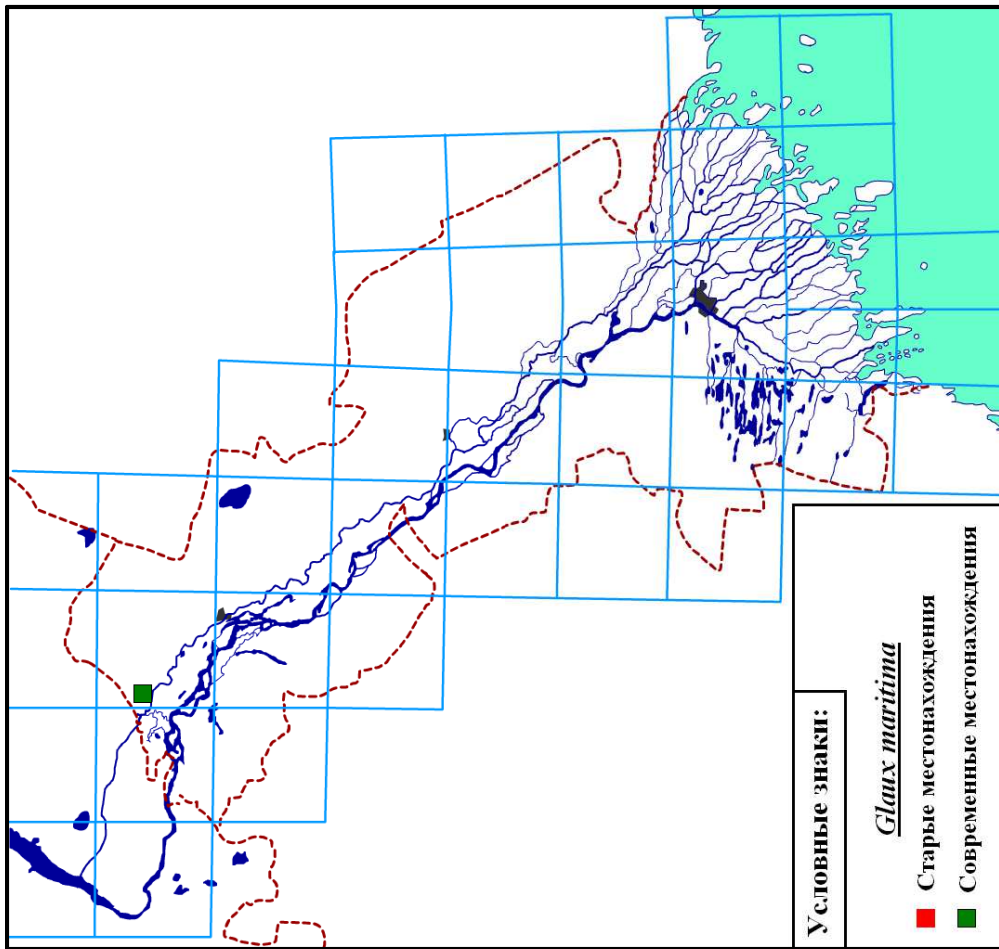 Условные знаки:
Glaux maritima
Старые местонахождения
Современные местонахождения